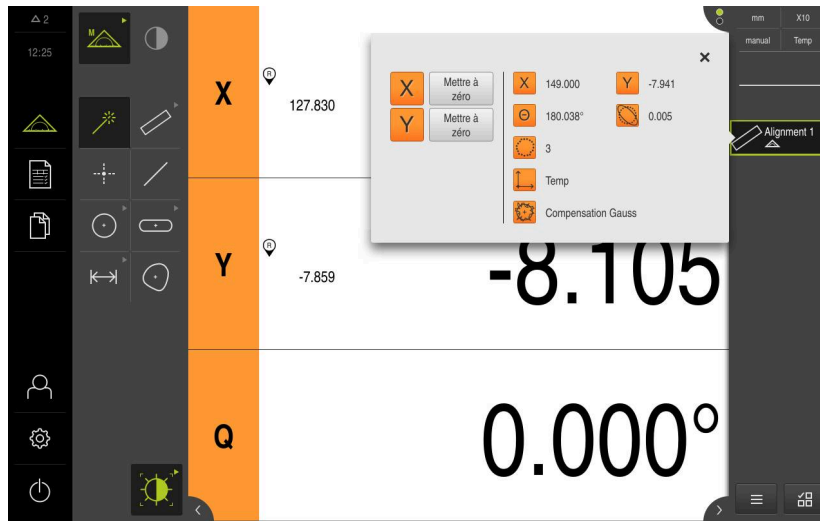 2
12:25
M
X
R
127.830
Y
R
-7.859
-8.105
Q
0.000°
X
Mettre à
zéro
Y
Mettre à
zéro
X
149.000
Y
-7.941
Θ
180.038°
0.005
3
Temp
Compensation Gauss
mm
X10
manual
Temp
Alignment 1